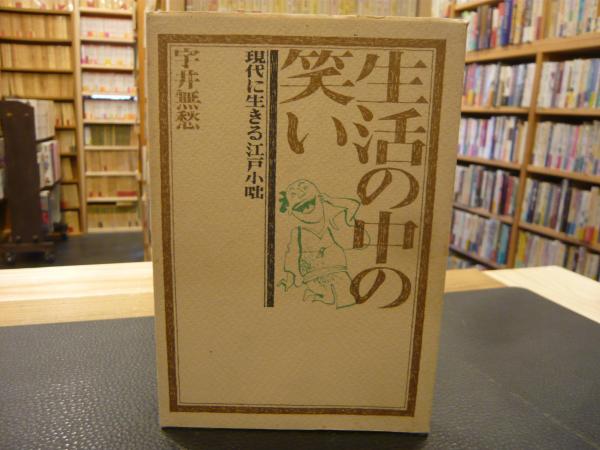 生活の中の
笑い
現代に生きる江戸小咄
宇井無愁